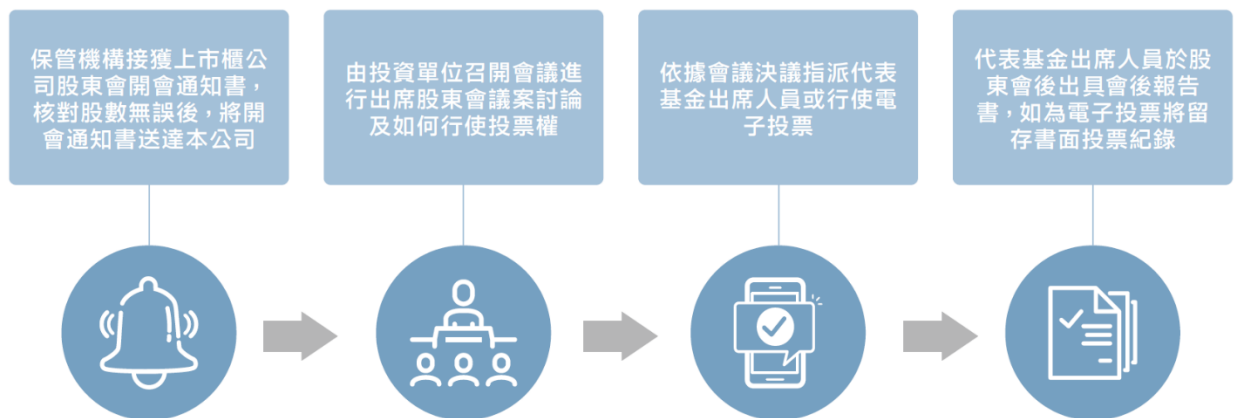 保管機構接獲上市櫃公
司股東會開會通知書，
核對股數無誤後，將開
會通知書送達本公司
由投資單位召開會議進
行出席股東會議案討論
及如何行使投票權
依據會議決議指派代表
基金出席人員或行使電
子投票
代表基金出席人員於股
東會後出具會後報告
書，如為電子投票將留
存書面投票紀錄